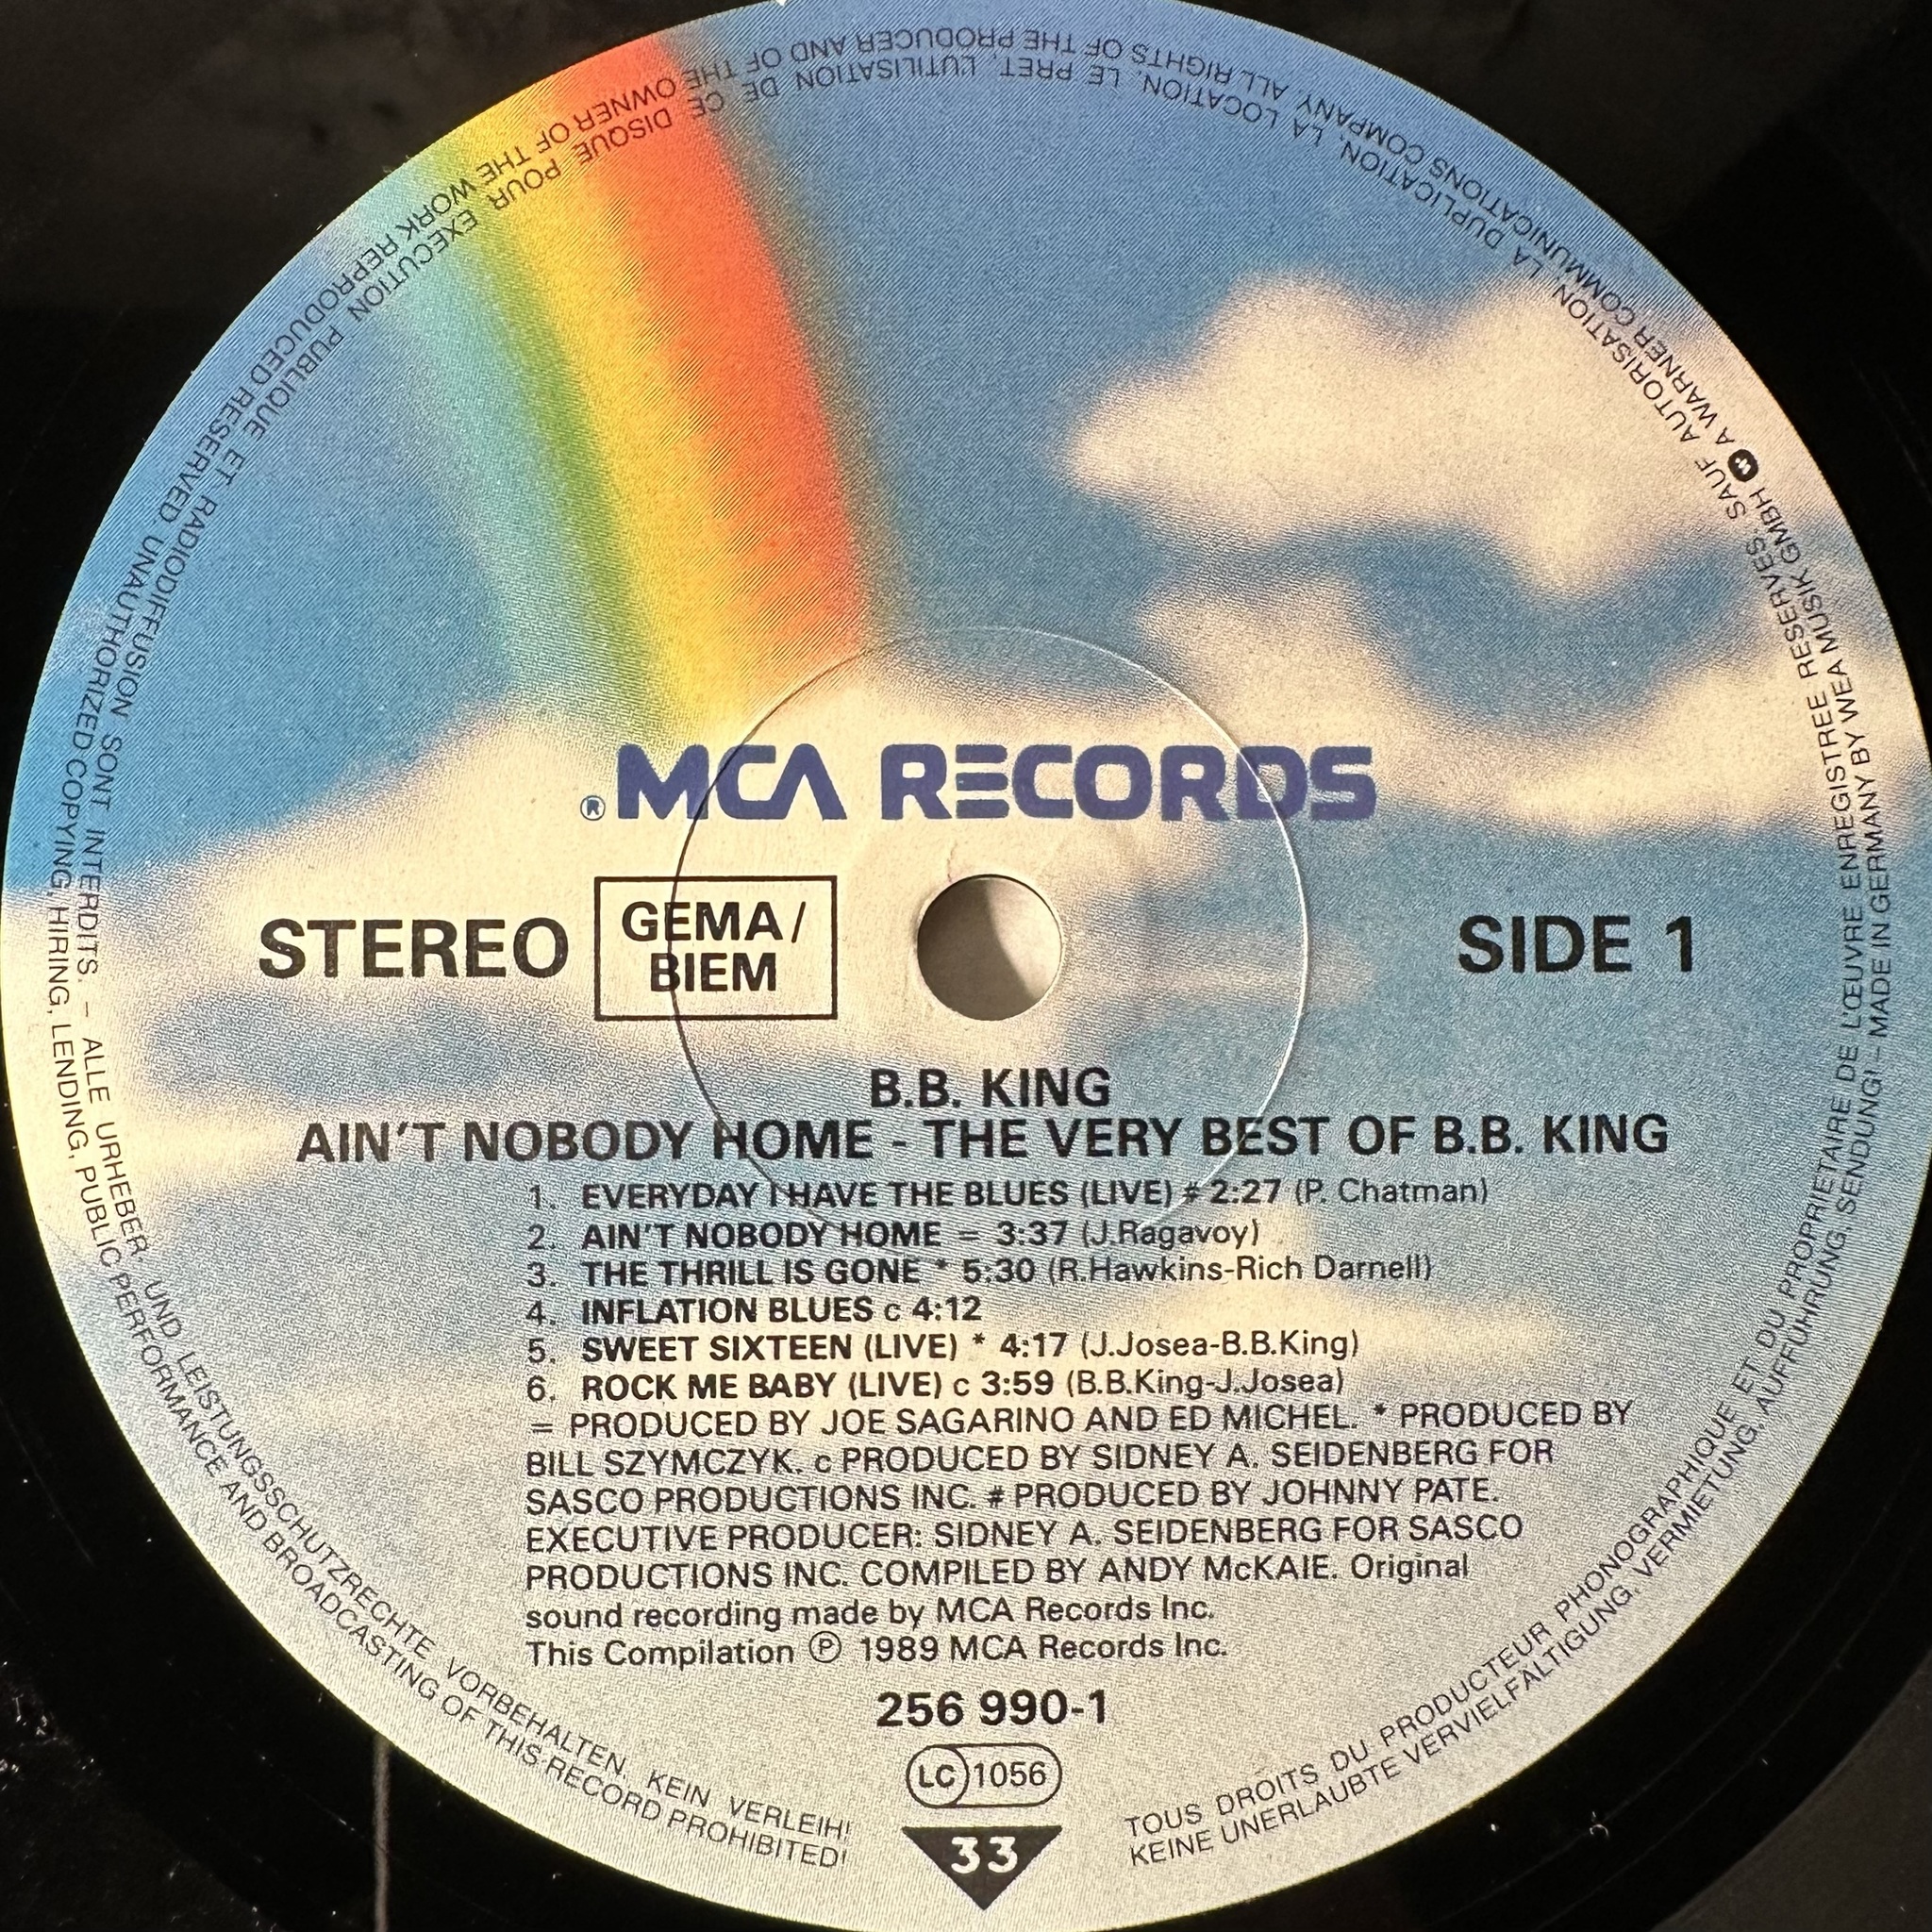 ® MCA RECORDS
STEREO
GEMA/
BIEM
SIDE 1
B.B. KING
AIN'T NOBODY HOME - THE VERY BEST OF B.B. KING
1. EVERYDAY I HAVE THE BLUES (LIVE) # 2:27 (P. Chatman)
2. AIN'T NOBODY HOME = 3:37 (J.Ragavoy)
3. THE THRILL IS GONE * 5:30 (R.Hawkins-Rich Darnell)
4. INFLATION BLUES c 4:12
5. SWEET SIXTEEN (LIVE) * 4:17 (J.Josea-B.B.King)
6. ROCK ME BABY (LIVE) c 3:59 (B.B.King-J.Josea)
= PRODUCED BY JOE SAGARINO AND ED MICHEL. * PRODUCED BY
BILL SZYMCZYK. c PRODUCED BY SIDNEY A. SEIDENBERG FOR
SASCO PRODUCTIONS INC. # PRODUCED BY JOHNNY PATE.
EXECUTIVE PRODUCER: SIDNEY A. SEIDENBERG FOR SASCO
PRODUCTIONS INC. COMPILED BY ANDY McKAIE. Original
sound recording made by MCA Records Inc.
This Compilation Ⓟ 1989 MCA Records Inc.
256 990-1
LC 1056
33
TOUS DROITS DU PRODUCTEUR PHONOGRAPHIQUE ET DU PROPRIETAIRE DE L'ŒUVRE ENREGISTREE RESERVES. SAUF AUTORISATION LA DUPLICATION, LA LOCATION, LE PRET, L'UTILISATION DE CE DISQUE POUR EXECUTION PUBLIQUE ET RADIODIFFUSION SONT INTERDITS. – ALLE URHEBER- UND LEISTUNGSSCHUTZRECHTE VORBEHALTEN. KEIN VERLEIH!
KEINE UNERLAUBTE VERVIELFÄLTIGUNG, VERMIETUNG, AUFFÜHRUNG, SENDUNG! – MADE IN GERMANY BY WEA MUSIK GMBH A WARNER COMMUNICATIONS COMPANY. ALL RIGHTS OF THE PRODUCER AND OF THE OWNER OF THE WORK REPRODUCED RESERVED UNAUTHORIZED COPYING, HIRING, LENDING, PUBLIC PERFORMANCE AND BROADCASTING OF THIS RECORD PROHIBITED!